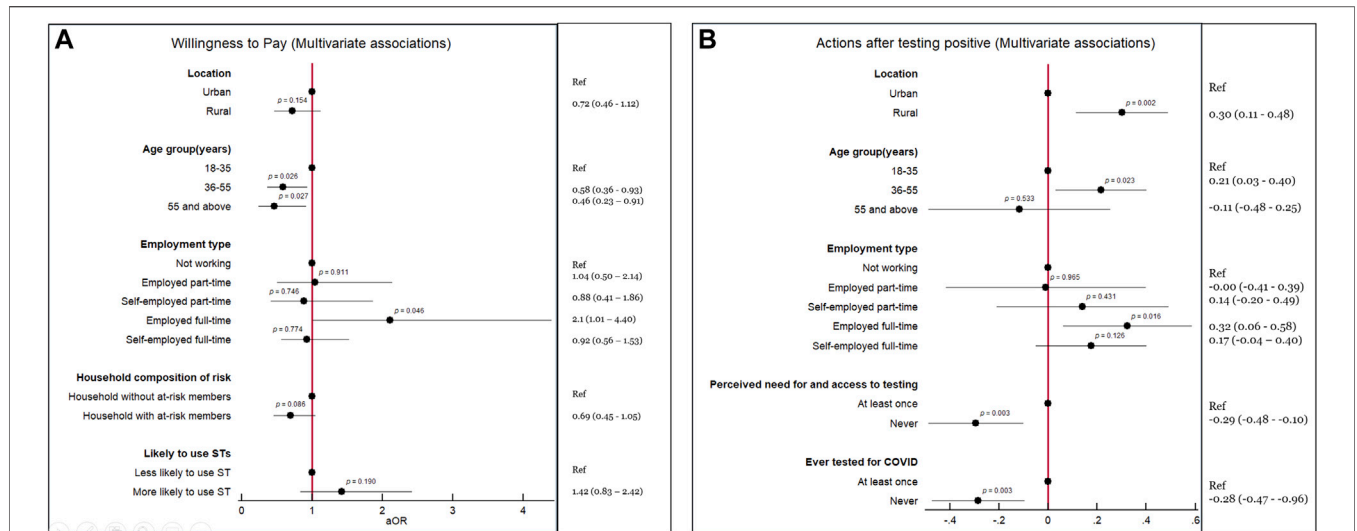 A
Willingness to Pay (Multivariate associations)
Location
Urban
Ref
p = 0.154
Rural
0.72 (0.46 - 1.12)
Age group(years)
18-35
Ref
p = 0.026
36-55
0.58 (0.36 – 0.93)
p = 0.027
55 and above
0.46 (0.23 – 0.91)
Employment type
Not working
Ref
p = 0.911
Employed part-time
1.04 (0.50 – 2.14)
p = 0.746
Self-employed part-time
0.88 (0.41 – 1.86)
p = 0.046
Employed full-time
2.1 (1.01 – 4.40)
p = 0.774
Self-employed full-time
0.92 (0.56 – 1.53)
Household composition of risk
Household without at-risk members
Ref
p = 0.086
Household with at-risk members
0.69 (0.45 - 1.05)
Likely to use STs
Less likely to use ST
Ref
p = 0.190
More likely to use ST
1.42 (0.83 – 2.42)
0 1 2 3 4
aOR
B
Actions after testing positive (Multivariate associations)
Location
Urban
Ref
p = 0.002
Rural
0.30 (0.11 - 0.48)
Age group(years)
18-35
Ref
p = 0.023
36-55
0.21 (0.03 - 0.40)
p = 0.533
55 and above
-0.11 (-0.48 - 0.25)
Employment type
Not working
Ref
p = 0.965
Employed part-time
-0.00 (-0.41 - 0.39)
p = 0.431
Self-employed part-time
0.14 (-0.20 - 0.49)
p = 0.016
Employed full-time
0.32 (0.06 - 0.58)
p = 0.126
Self-employed full-time
0.17 (-0.04 – 0.40)
Perceived need for and access to testing
At least once
Ref
p = 0.003
Never
-0.29 (-0.48 - -0.10)
Ever tested for COVID
At least once
Ref
p = 0.003
Never
-0.28 (-0.47 - -0.96)
-.4 -.2 0 .2 .4 .6